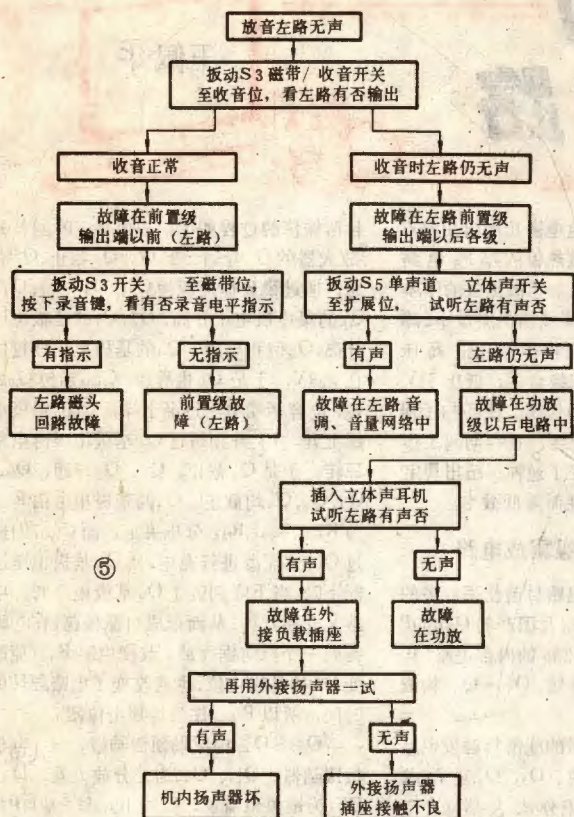 放音左路无声
扳动S3磁带/收音开关
至收音位，看左路有否输出
收音正常
收音时左路仍无声
故障在前置级
输出端以前（左路）
故障在左路前置级
输出端以后各级
扳动S3开关 至磁带位，
按下录音键，看有否录音电平指示
扳动S5单声道 立体声开关
至扩展位， 试听左路有声否
有指示
无指示
有声
左路仍无声
左路磁头
回路故障
前置级故
障（左路）
故障在左路音
调、音量网络中
故障在功放
级以后电路中
插入立体声耳机
试听左路有声否
⑤
有声
无声
故障在外
接负载插座
故障
在功放
再用外接扬声器一试
有声
无声
机内扬声器坏
外接扬声器
插座接触不良